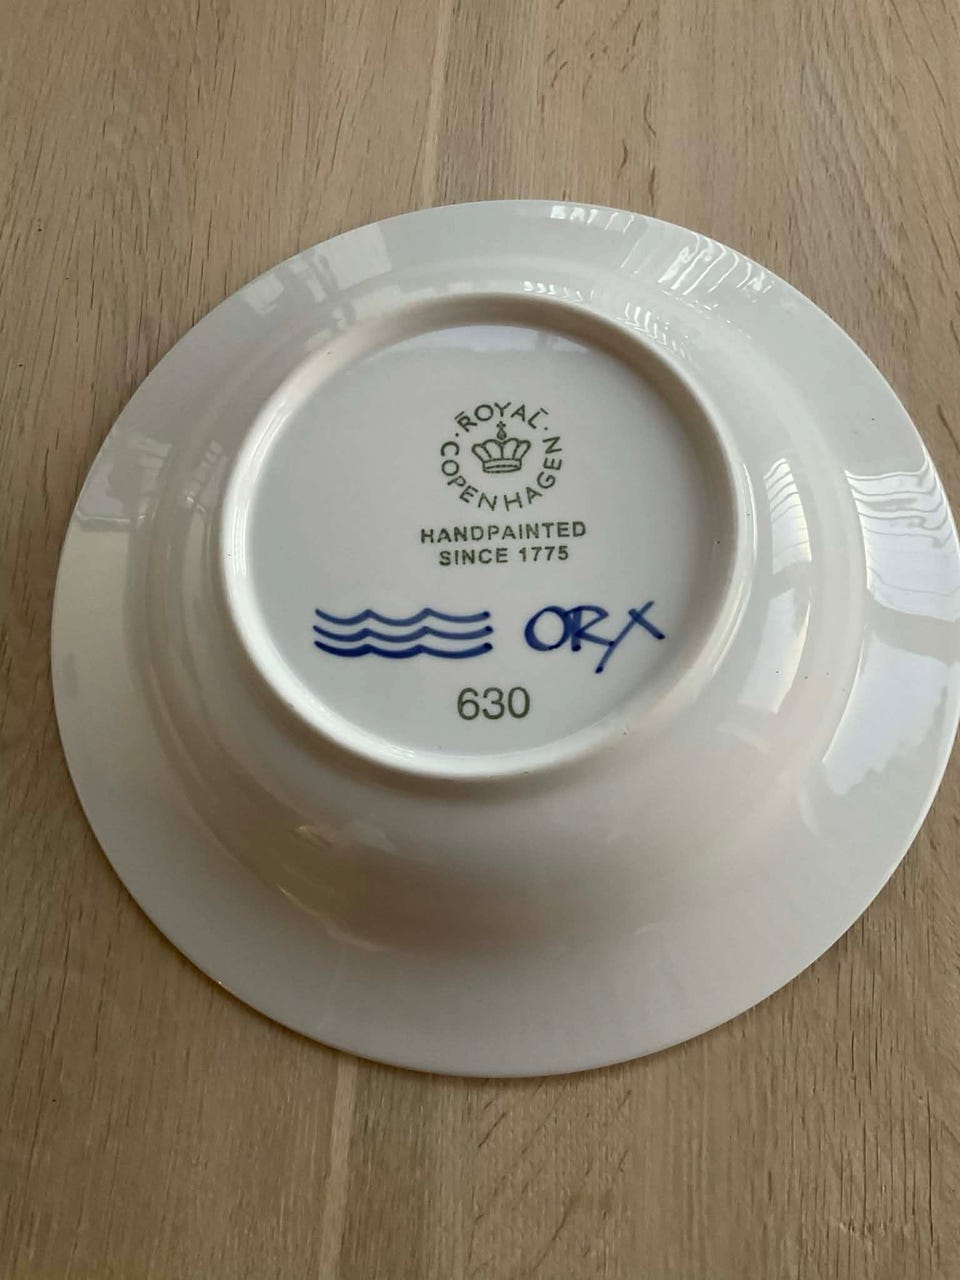 ROYAL
COPENHAGEN
HANDPAINTED
SINCE 1775
ORX
630